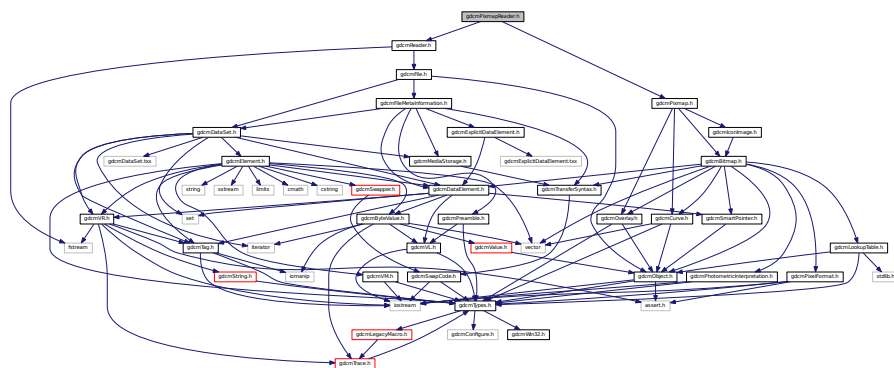 gdcmPixmapReader.h
gdcmReader.h
gdcmFile.h
gdcmFileMetaInformation.h
gdcmPixmap.h
gdcmDataSet.h
gdcmExplicitDataElement.h
gdcmIconImage.h
gdcmDataSet.txx
gdcmElement.h
gdcmMediaStorage.h
gdcmExplicitDataElement.txx
gdcmBitmap.h
string
sstream
limits
cmath
cstring
gdcmSwapper.h
gdcmDataElement.h
gdcmTransferSyntax.h
gdcmVR.h
set
gdcmByteValue.h
gdcmPreamble.h
gdcmOverlay.h
gdcmCurve.h
gdcmSmartPointer.h
fstream
gdcmTag.h
iterator
gdcmVL.h
gdcmValue.h
vector
gdcmLookupTable.h
gdcmString.h
iomanip
gdcmVM.h
gdcmSwapCode.h
gdcmObject.h
gdcmPhotometricInterpretation.h
gdcmPixelFormat.h
stdlib.h
iostream
gdcmTypes.h
assert.h
gdcmLegacyMacro.h
gdcmConfigure.h
gdcmWin32.h
gdcmTrace.h